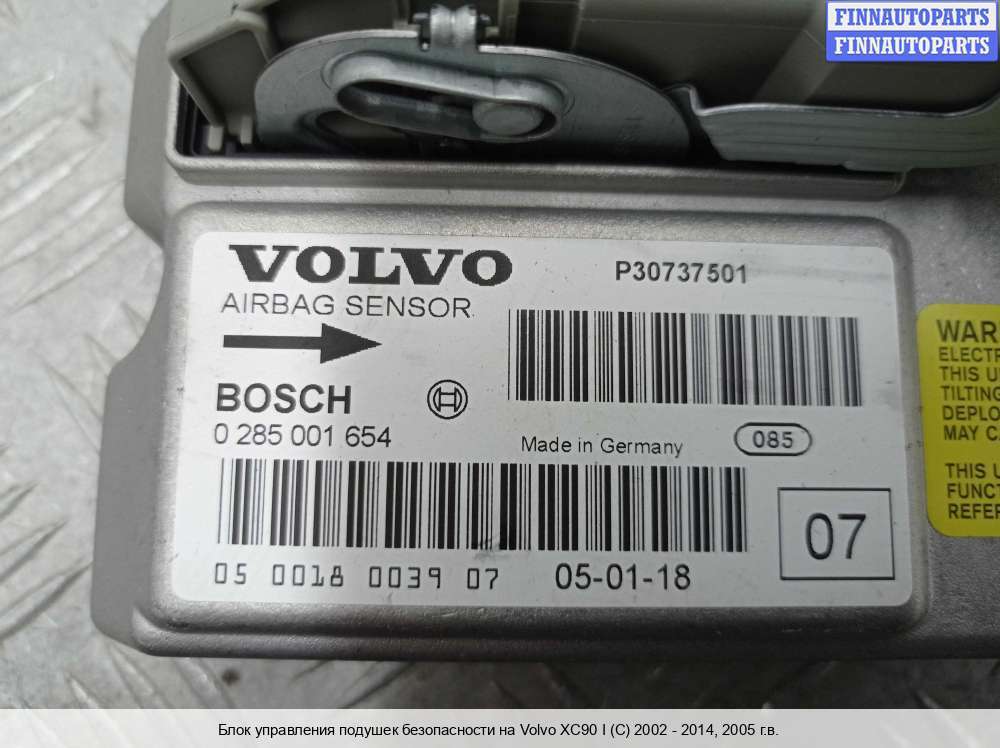 FINNAUTOPARTS
FINNAUTOPARTS
VOLVO
P30737501
AIRBAG SENSOR
BOSCH
0 285 001 654
Made in Germany
085
05 0018 0039 07
05-01-18
07
WAR
ELECTR
THIS U
TILTING
DEPLO
MAY CA
THIS U
FUNCT
REFER
Блок управления подушек безопасности на Volvo XC90 I (C) 2002 - 2014, 2005 г.в.